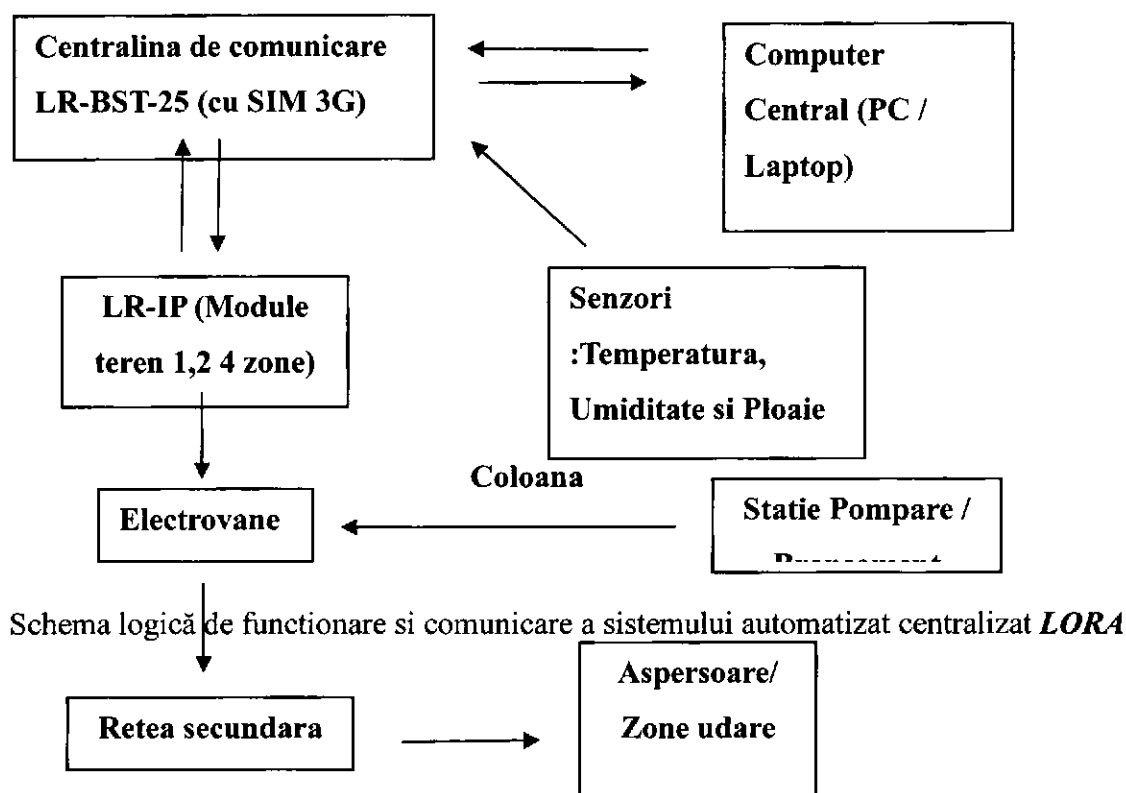 Centralina de comunicare
LR-BST-25 (cu SIM 3G)
Computer
Central (PC /
Laptop)
LR-IP (Module
teren 1,2 4 zone)
Senzori
:Temperatura,
Umiditate si Ploaie
Coloana
Electrovane
Statie Pompare /
Schema logică de functionare si comunicare a sistemului automatizat centralizat LORA
Retea secundara
Aspersoare/
Zone udare